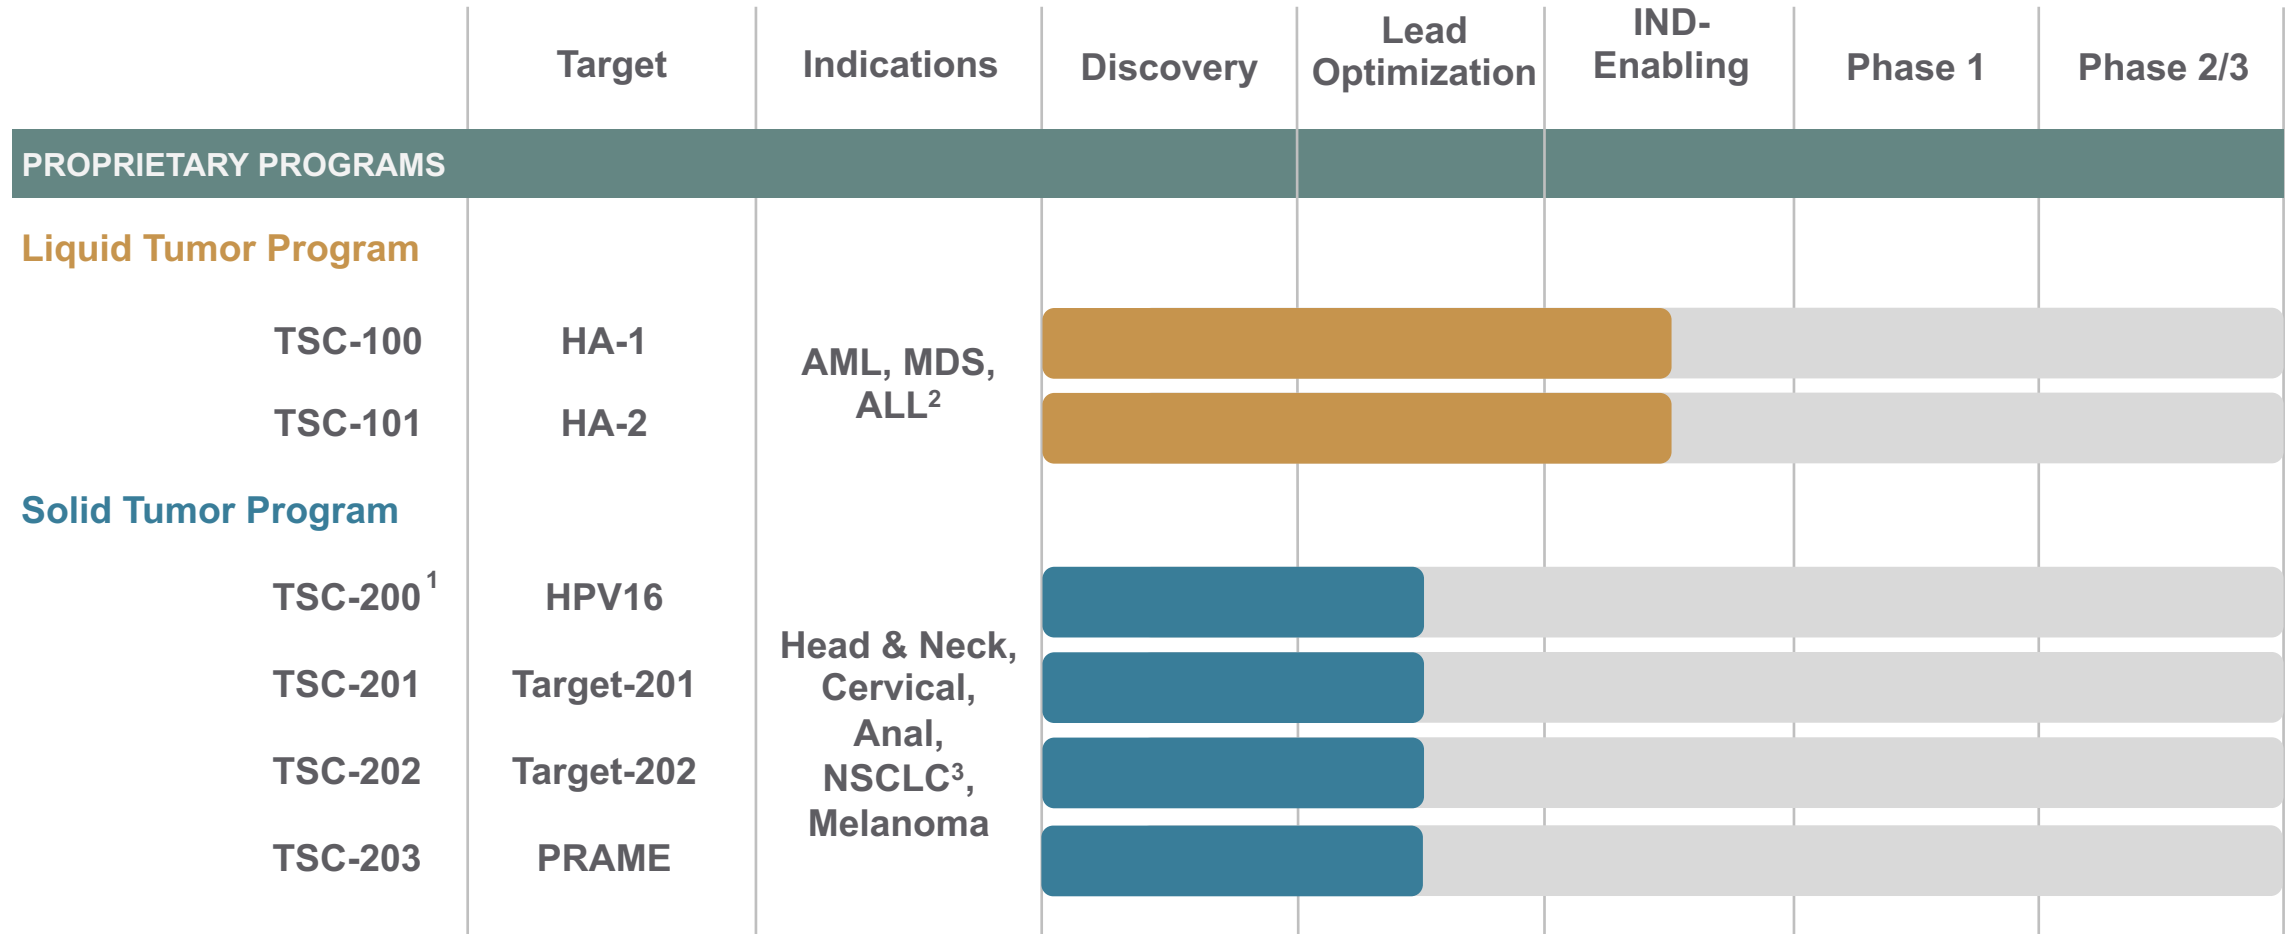 Target
Indications
Discovery
Lead
Optimization
IND-
Enabling
Phase 1
Phase 2/3
PROPRIETARY PROGRAMS
Liquid Tumor Program
TSC-100
HA-1
AML, MDS,
ALL²
TSC-101
HA-2
Solid Tumor Program
TSC-200¹
HPV16
Head & Neck,
Cervical,
Anal,
NSCLC³,
Melanoma
TSC-201
Target-201
TSC-202
Target-202
TSC-203
PRAME